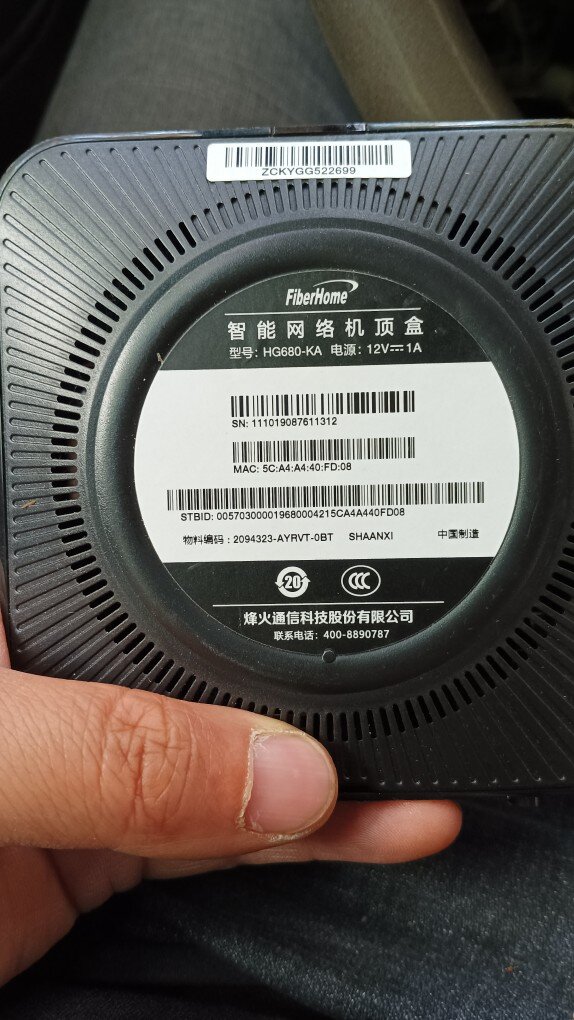 ZCKYGG522699
FiberHome
智能网络机顶盒
型号: HG680-KA 电源: 12V⎓1A
SN: 111019087611312
MAC: 5C:A4:A4:40:FD:08
STBID: 005703000019680004215CA4A440FD08
物料编码: 2094323-AYRVT-0BT SHAANXI 中国制造
20 CCC
烽火通信科技股份有限公司
联系电话: 400-8890787